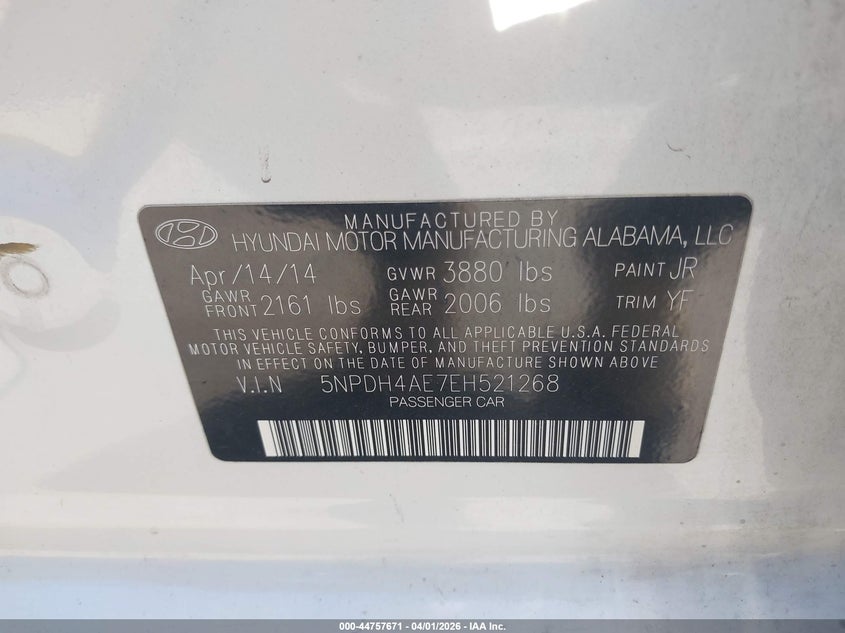 MANUFACTURED BY
HYUNDAI MOTOR MANUFACTURING ALABAMA, LLC
Apr/14/14 GVWR 3880 lbs PAINT JR
GAWR FRONT 2161 lbs GAWR REAR 2006 lbs TRIM YF
THIS VEHICLE CONFORMS TO ALL APPLICABLE U.S.A. FEDERAL
MOTOR VEHICLE SAFETY, BUMPER, AND THEFT PREVENTION STANDARDS
IN EFFECT ON THE DATE OF MANUFACTURE SHOWN ABOVE
V.I.N 5NPDH4AE7EH521268
PASSENGER CAR
000-44757671 | 04/01/2026 | IAA Inc.